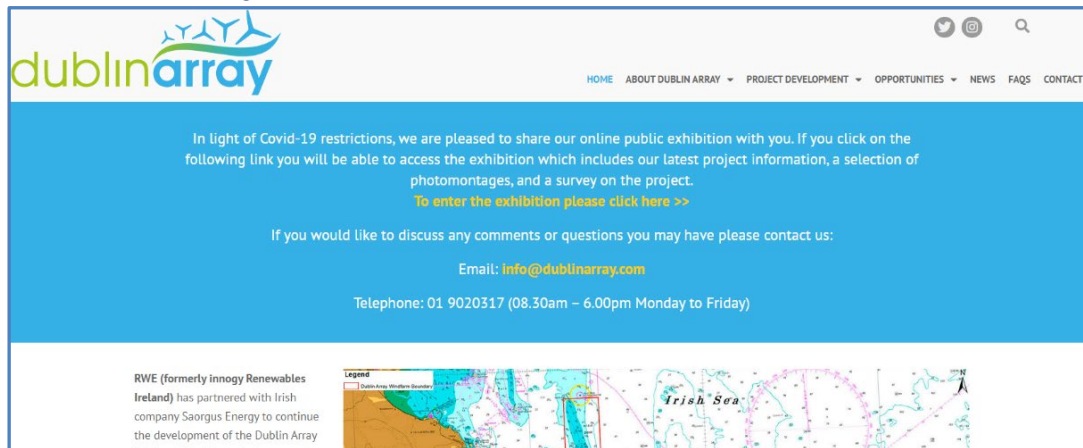 dublinarray
HOME ABOUT DUBLIN ARRAY PROJECT DEVELOPMENT OPPORTUNITIES NEWS FAQS CONTACT
In light of Covid-19 restrictions, we are pleased to share our online public exhibition with you. If you click on the
following link you will be able to access the exhibition which includes our latest project information, a selection of
photomontages, and a survey on the project.
To enter the exhibition please click here >>
If you would like to discuss any comments or questions you may have please contact us:
Email: info@dublinarray.com
Telephone: 01 9020317 (08.30am – 6.00pm Monday to Friday)
RWE (formerly innogy Renewables
Ireland) has partnered with Irish
company Saorgus Energy to continue
the development of the Dublin Array
Legend
Dublin Array Windfarm Boundary
Irish Sea
N